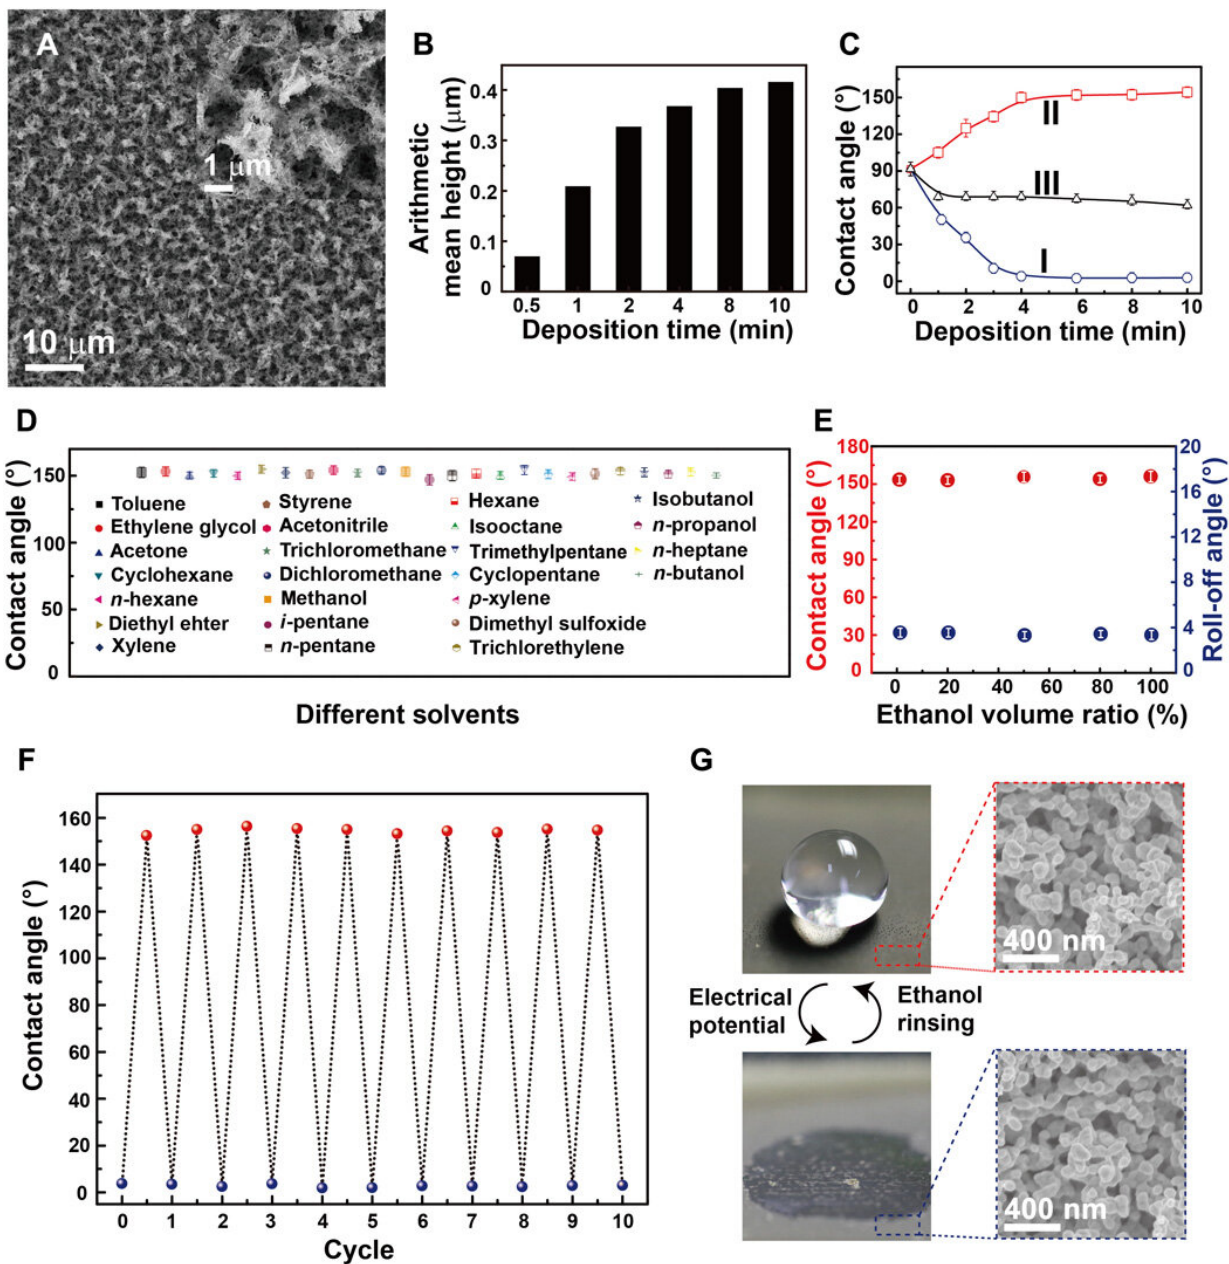 A
1 μm
10 μm
B
Arithmetic
mean height (μm)
0.4
0.3
0.2
0.1
0
0.5 1 2 4 8 10
Deposition time (min)
C
Contact angle (°)
150
120
90
60
30
0
II
III
I
0 2 4 6 8 10
Deposition time (min)
D
Contact angle (°)
150
100
50
0
Toluene
Ethylene glycol
Acetone
Cyclohexane
n-hexane
Diethyl ehter
Xylene
Styrene
Acetonitrile
Trichloromethane
Dichloromethane
Methanol
i-pentane
n-pentane
Hexane
Isooctane
Trimethylpentane
Cyclopentane
p-xylene
Dimethyl sulfoxide
Trichlorethylene
Isobutanol
n-propanol
n-heptane
n-butanol
Different solvents
E
Contact angle (°)
180
150
120
90
60
30
0
20
16
12
8
4
0
Roll-off angle (°)
0 20 40 60 80 100
Ethanol volume ratio (%)
F
Contact angle (°)
160
140
120
100
80
60
40
20
0
0 1 2 3 4 5 6 7 8 9 10
Cycle
G
400 nm
Electrical
potential
Ethanol
rinsing
400 nm